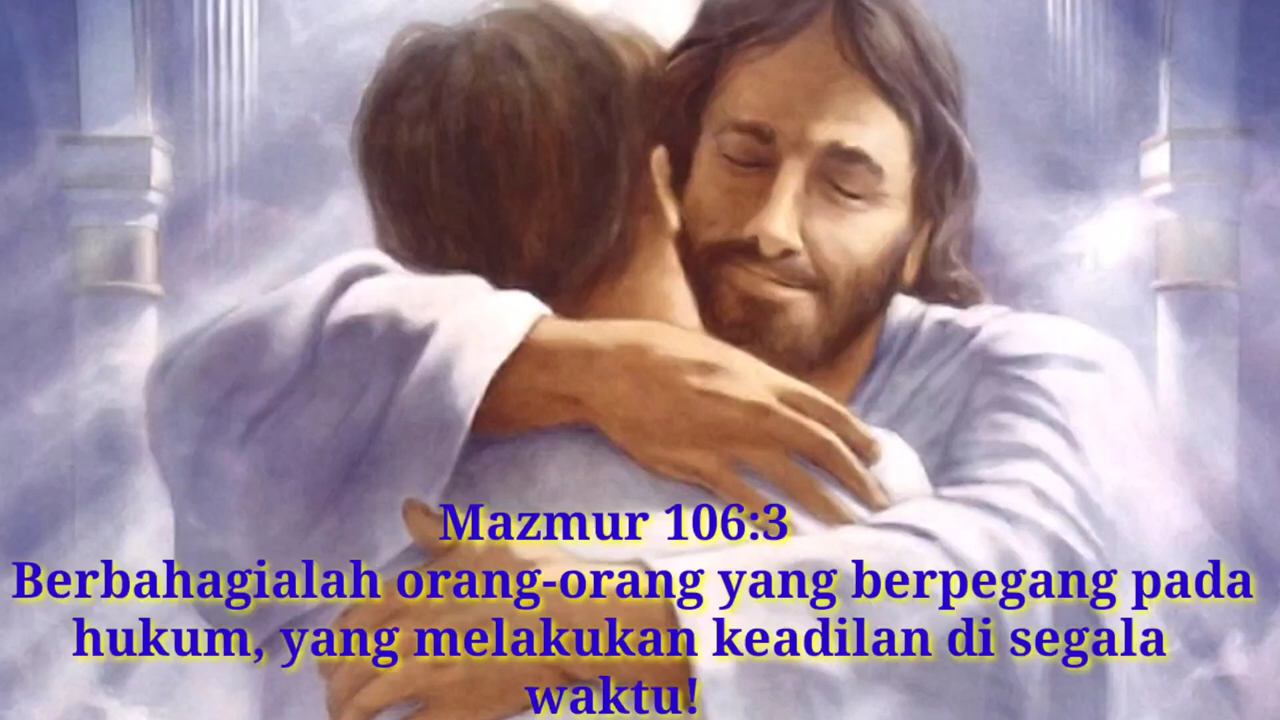 Mazmur 106:3
Berbahagialah orang-orang yang berpegang pada
hukum, yang melakukan keadilan di segala
waktu!